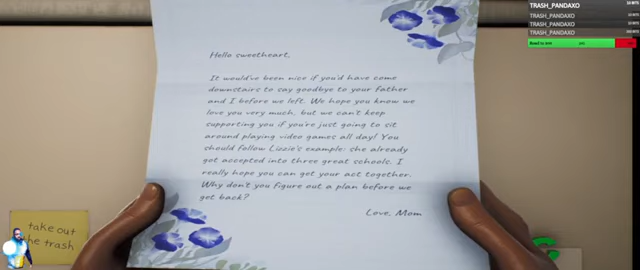 Hello sweetheart,
It would've been nice if you'd have come
downstairs to say goodbye to your father
and I before we left. We hope you know we
love you very much, but we can't keep
supporting you if you're just going to sit
around playing video games all day! You
should follow Lizzie's example: she already
got accepted into three great schools. I
really hope you can get your act together.
Why don't you figure out a plan before we
get back?
Love, Mom
take out
the trash
TRASH_PANDAXO
TRASH_PANDAXO
TRASH_PANDAXO
TRASH_PANDAXO